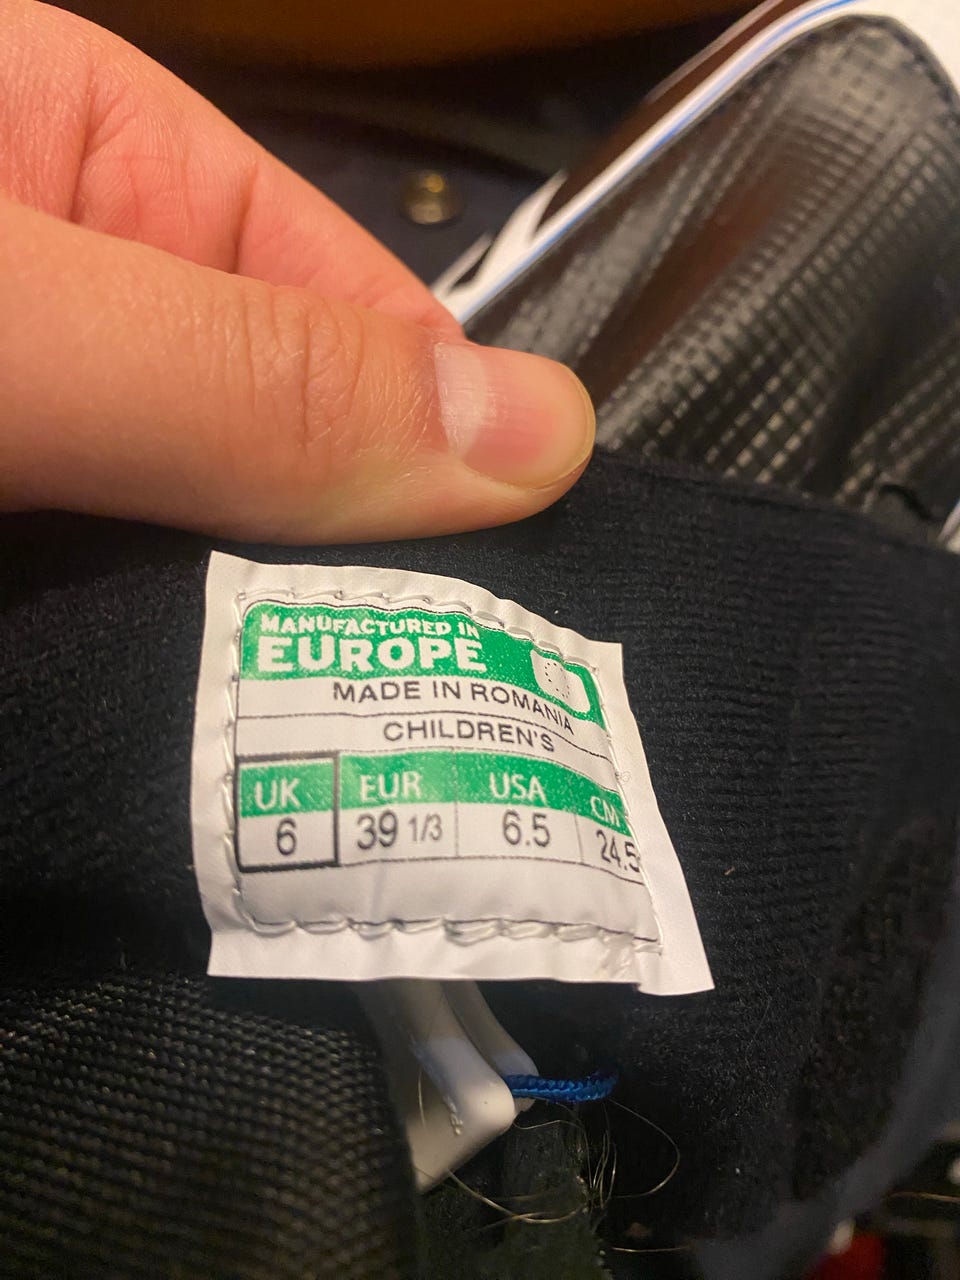 MANUFACTURED IN
EUROPE
MADE IN ROMANIA
CHILDREN'S
UK EUR USA CM
6 39 1/3 6.5 24.5